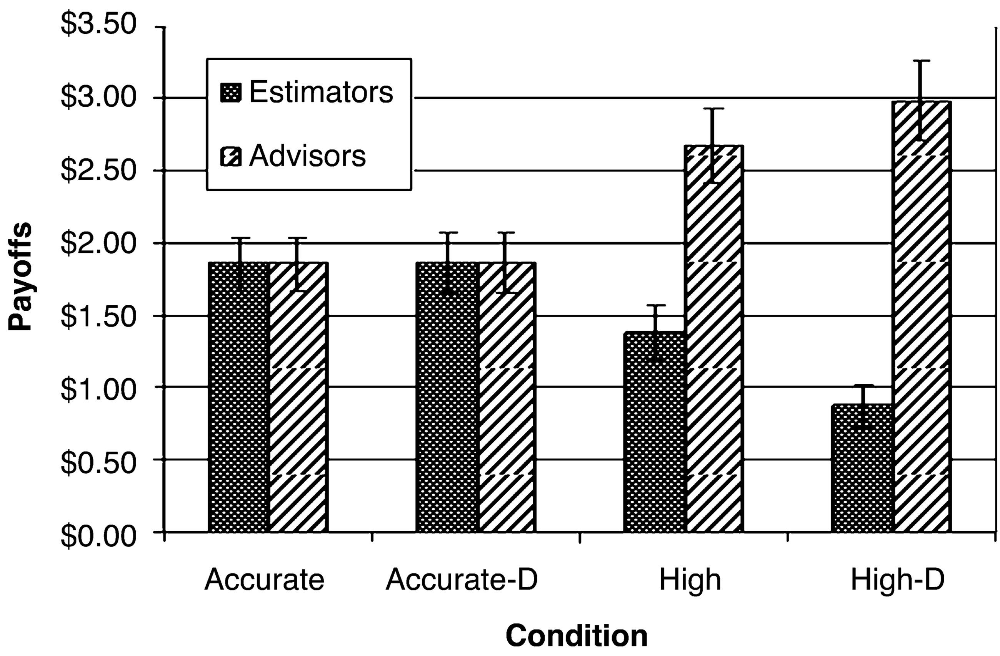 $3.50
$3.00
$2.50
$2.00
$1.50
$1.00
$0.50
$0.00
Payoffs
Estimators
Advisors
Accurate
Accurate-D
High
High-D
Condition